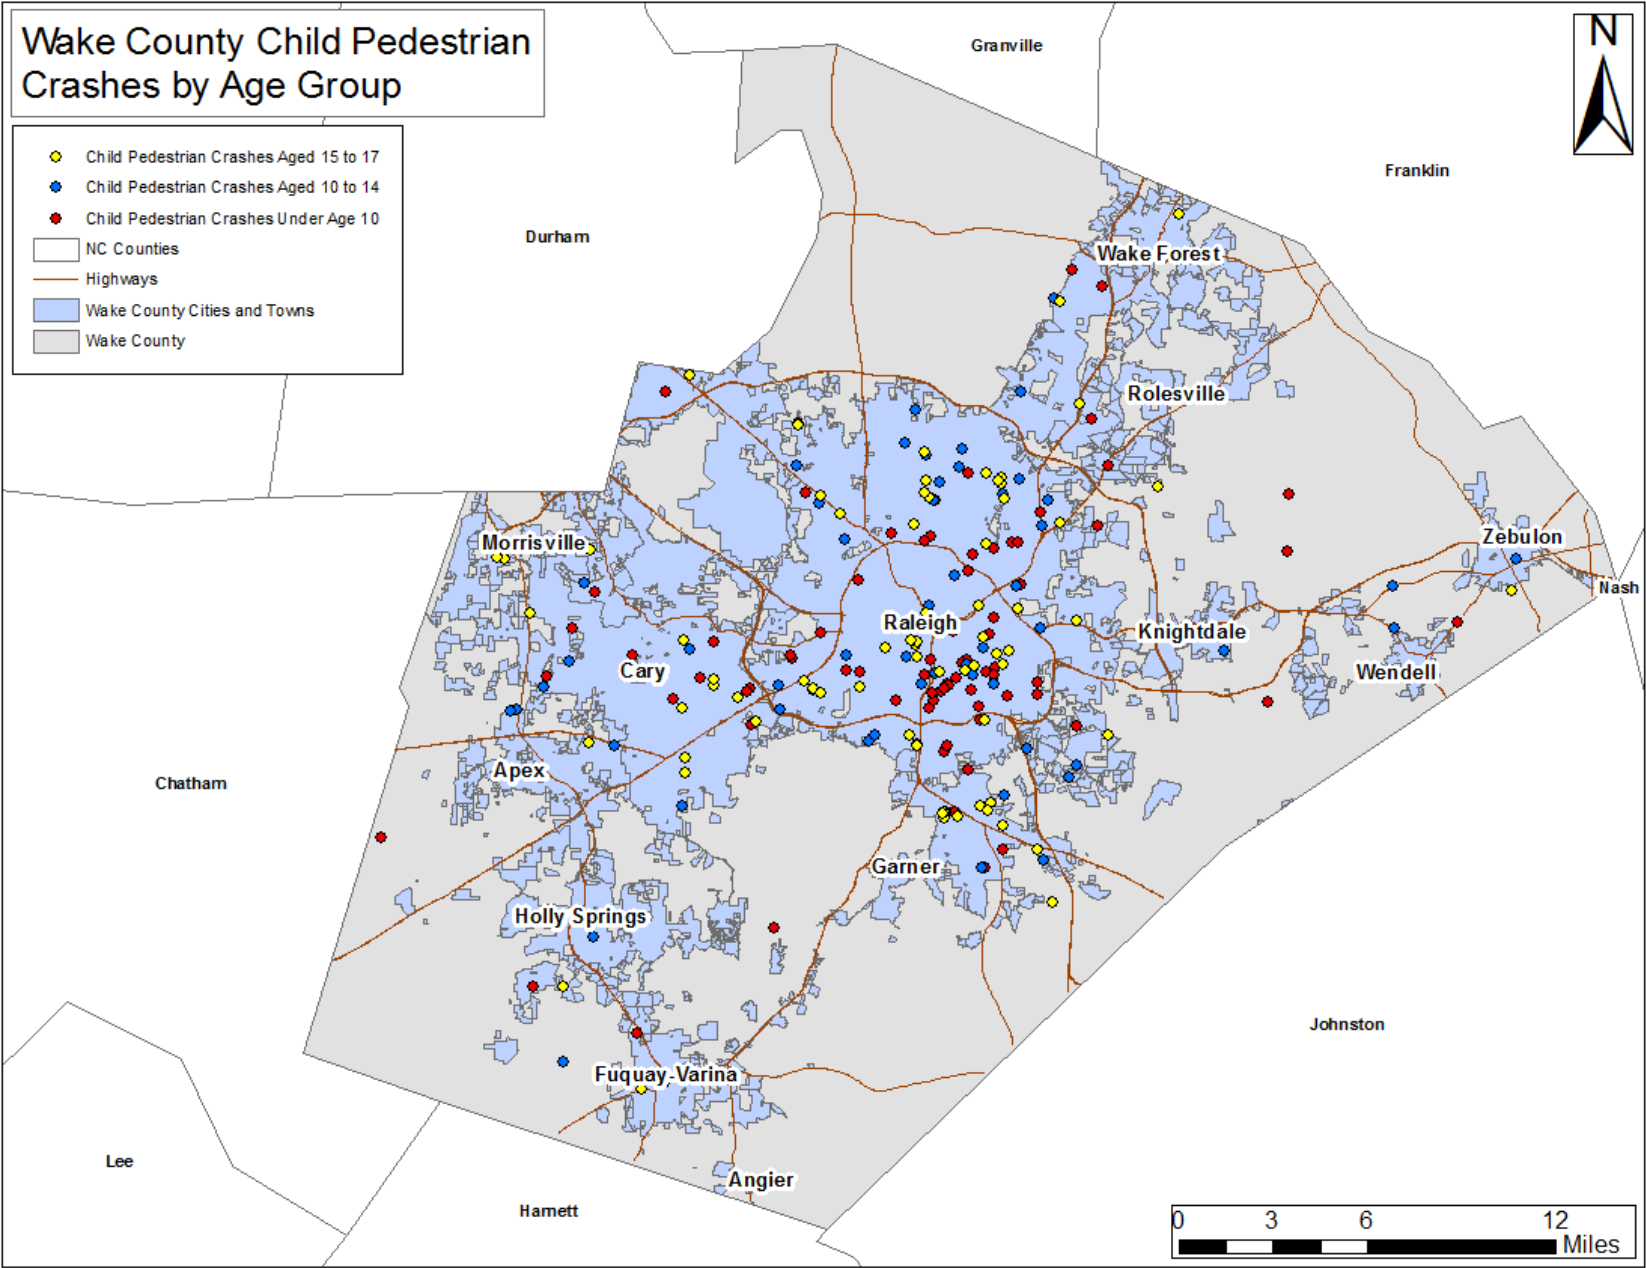 Wake County Child Pedestrian
Crashes by Age Group
Child Pedestrian Crashes Aged 15 to 17
Child Pedestrian Crashes Aged 10 to 14
Child Pedestrian Crashes Under Age 10
NC Counties
Highways
Wake County Cities and Towns
Wake County
N
Granville
Franklin
Durham
Wake Forest
Rolesville
Morrisville
Zebulon
Nash
Raleigh
Knightdale
Cary
Wendell
Apex
Chatham
Garner
Holly Springs
Johnston
Fuquay-Varina
Lee
Angier
Harnett
0 3 6 12
Miles